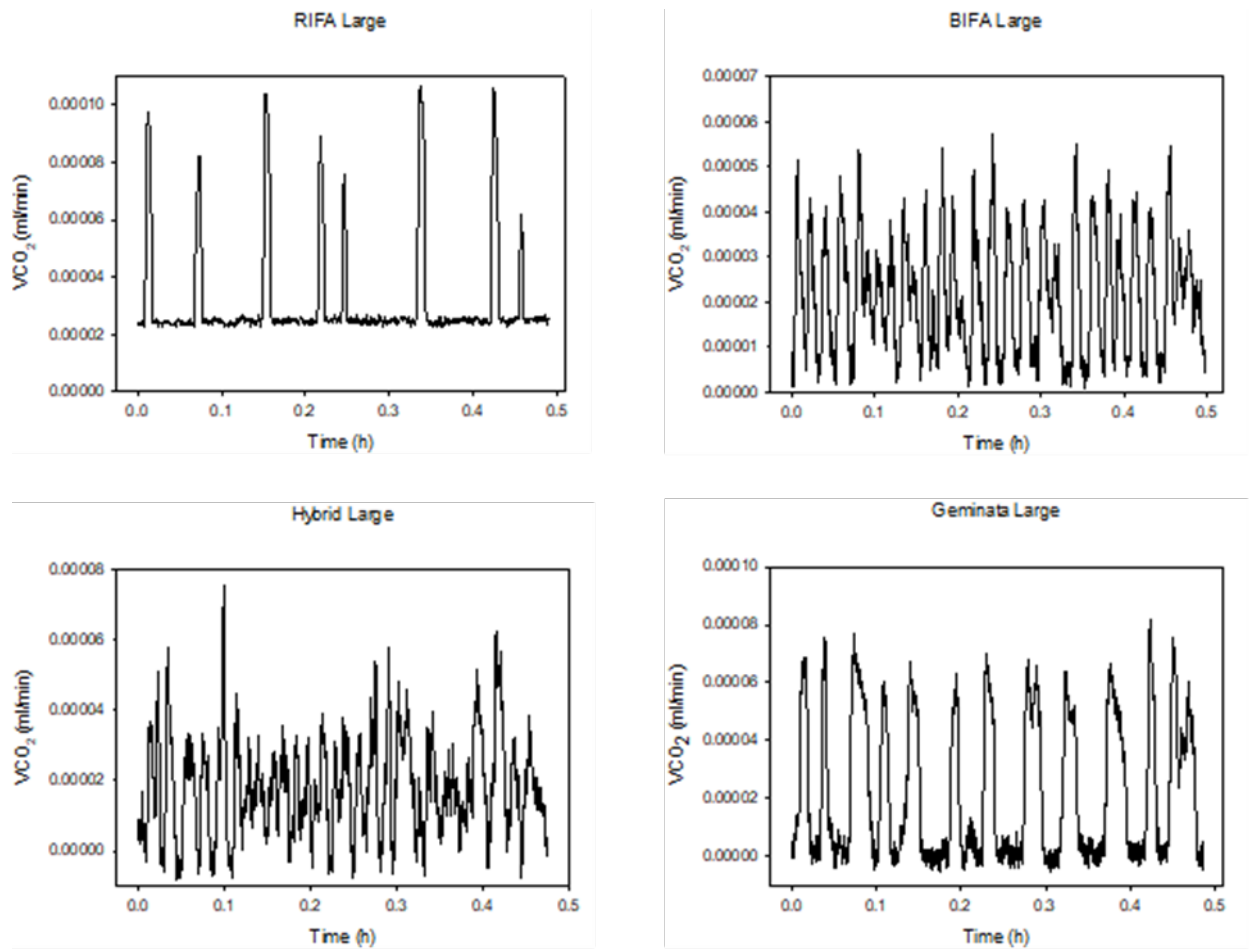 RIFA Large
0.00010
0.00008
0.00006
0.00004
0.00002
0.00000
VCO2 (ml/min)
0.0 0.1 0.2 0.3 0.4 0.5
Time (h)
BIFA Large
0.00007
0.00006
0.00005
0.00004
0.00003
0.00002
0.00001
0.00000
VCO2 (ml/min)
0.0 0.1 0.2 0.3 0.4 0.5
Time (h)
Hybrid Large
0.00008
0.00006
0.00004
0.00002
0.00000
VCO2 (ml/min)
0.0 0.1 0.2 0.3 0.4 0.5
Time (h)
Geminata Large
0.00010
0.00008
0.00006
0.00004
0.00002
0.00000
VCO2 (ml/min)
0.0 0.1 0.2 0.3 0.4 0.5
Time (h)